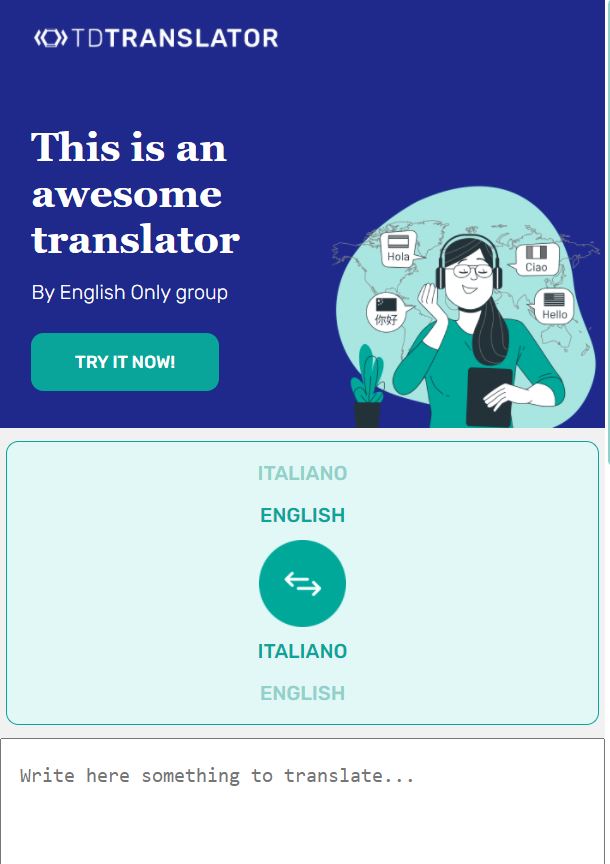 TDTRANSLATOR
This is an
awesome
translator
By English Only group
TRY IT NOW!
Hola
Ciao
你好
Hello
ITALIANO
ENGLISH
ITALIANO
ENGLISH
Write here something to translate...